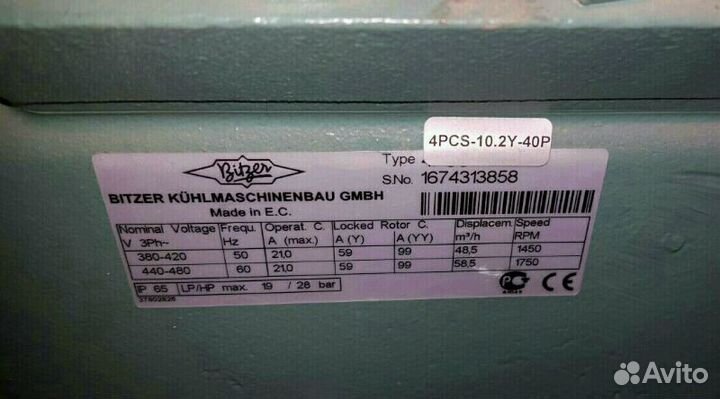 4PCS-10.2Y-40P
Type
Bitzer
S.No. 1674313858
BITZER KÜHLMASCHINENBAU GMBH
Made in E.C.
Nominal Voltage Frequ. Operat. C. Locked Rotor C. Displacem. Speed
V 3Ph~ Hz A (max.) A (Y) A (YY) m³/h RPM
380-420 50 21,0 59 99 48,5 1450
440-480 60 21,0 59 99 58,5 1750
IP 65 LP/HP max. 19 / 28 bar
PC CE
Avito